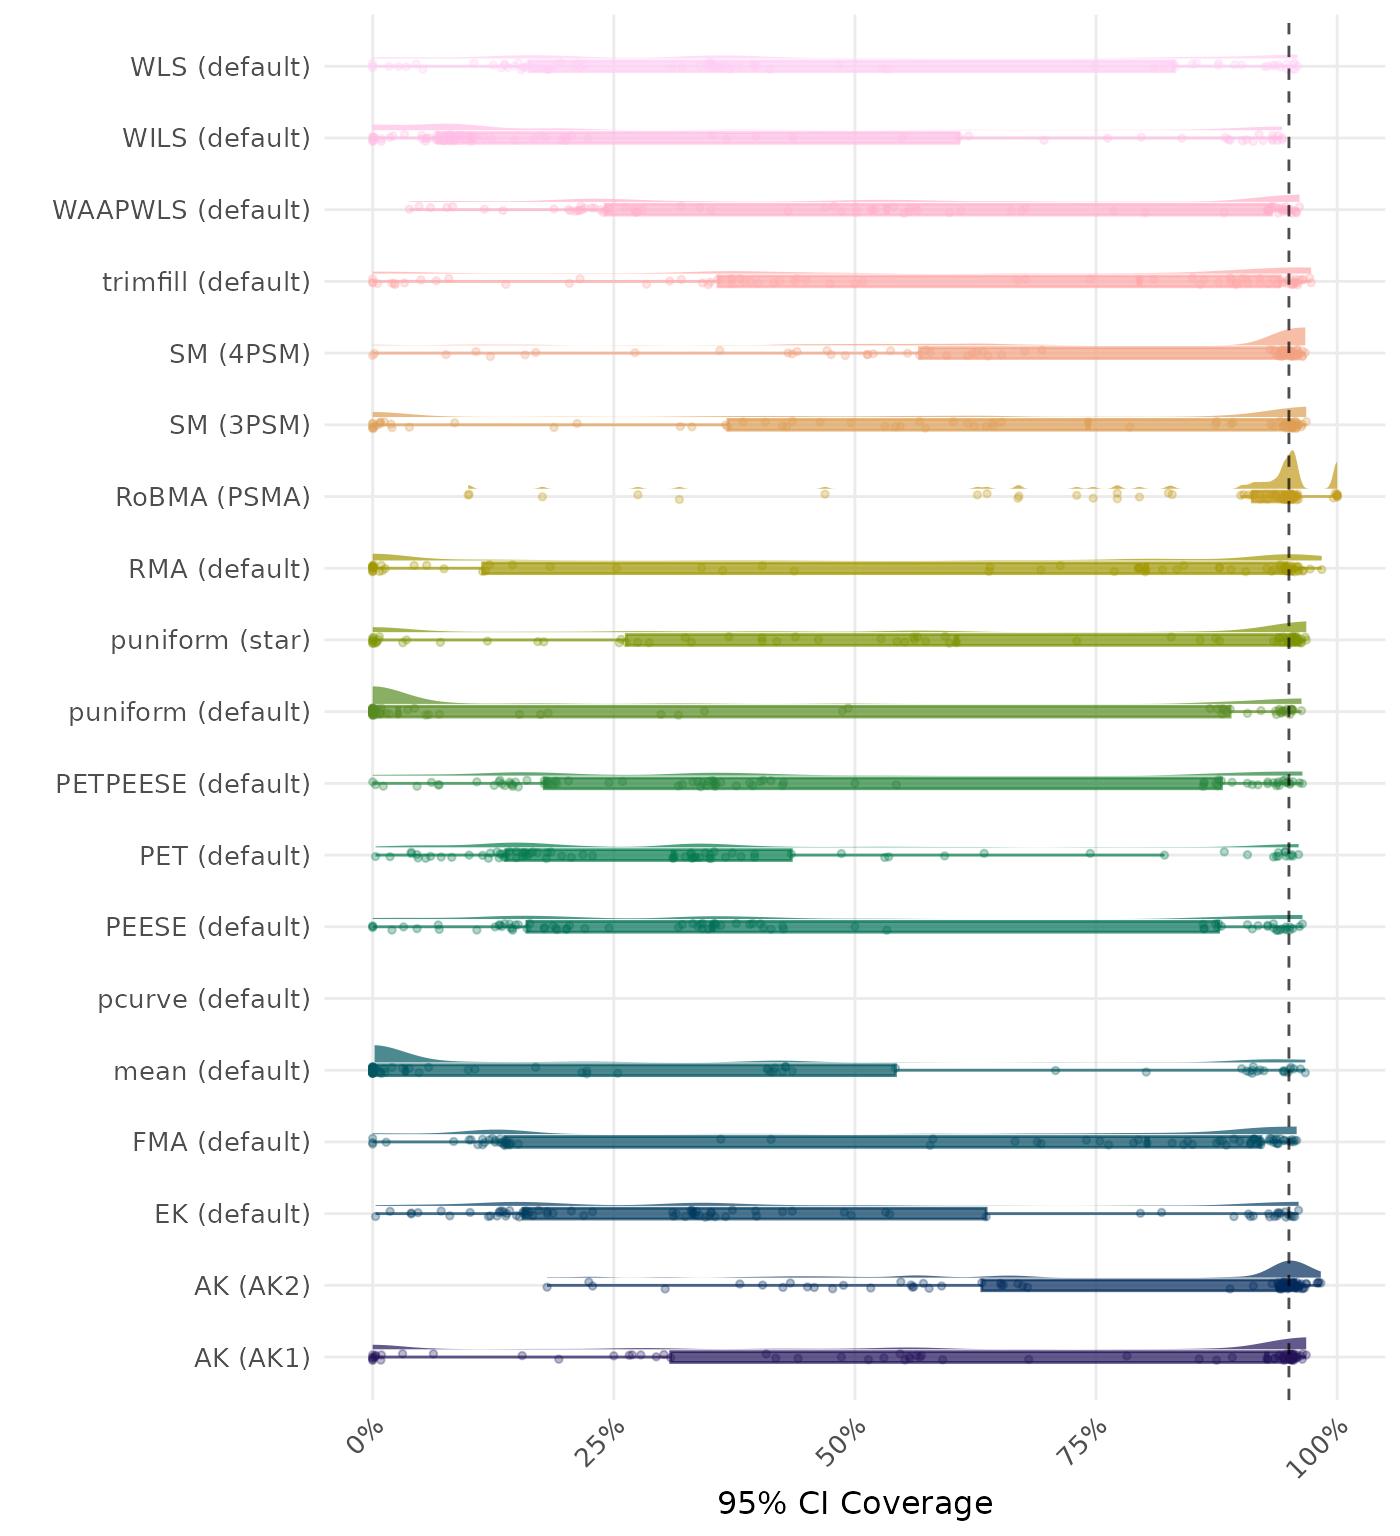 WLS (default)
WILS (default)
WAAPWLS (default)
trimfill (default)
SM (4PSM)
SM (3PSM)
RoBMA (PSMA)
RMA (default)
puniform (star)
puniform (default)
PETPEESE (default)
PET (default)
PEESE (default)
pcurve (default)
mean (default)
FMA (default)
EK (default)
AK (AK2)
AK (AK1)
0%
25%
50%
75%
100%
95% CI Coverage